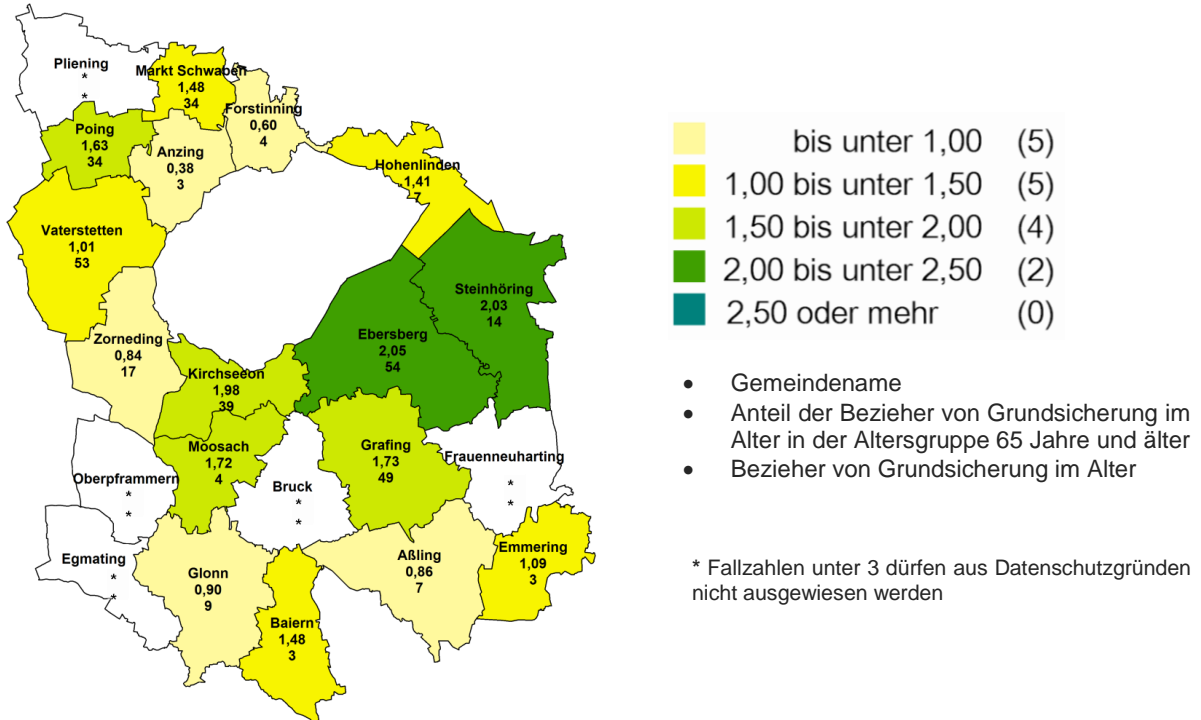 Pliening
*
*
Markt Schwaben
1,48
34
Forstinning
0,60
4
Poing
1,63
34
Anzing
0,38
3
Hohenlinden
1,41
7
Vaterstetten
1,01
53
Steinhöring
2,03
14
Zorneding
0,84
17
Ebersberg
2,05
54
Kirchseeon
1,98
39
Moosach
1,72
4
Grafing
1,73
49
Frauenneuharting
*
*
Oberpframmern
*
*
Bruck
*
*
Egmating
*
*
Glonn
0,90
9
Aßling
0,86
7
Emmering
1,09
3
Baiern
1,48
3
bis unter 1,00 (5)
1,00 bis unter 1,50 (5)
1,50 bis unter 2,00 (4)
2,00 bis unter 2,50 (2)
2,50 oder mehr (0)
• Gemeindename
• Anteil der Bezieher von Grundsicherung im
Alter in der Altersgruppe 65 Jahre und älter
• Bezieher von Grundsicherung im Alter
* Fallzahlen unter 3 dürfen aus Datenschutzgründen
nicht ausgewiesen werden